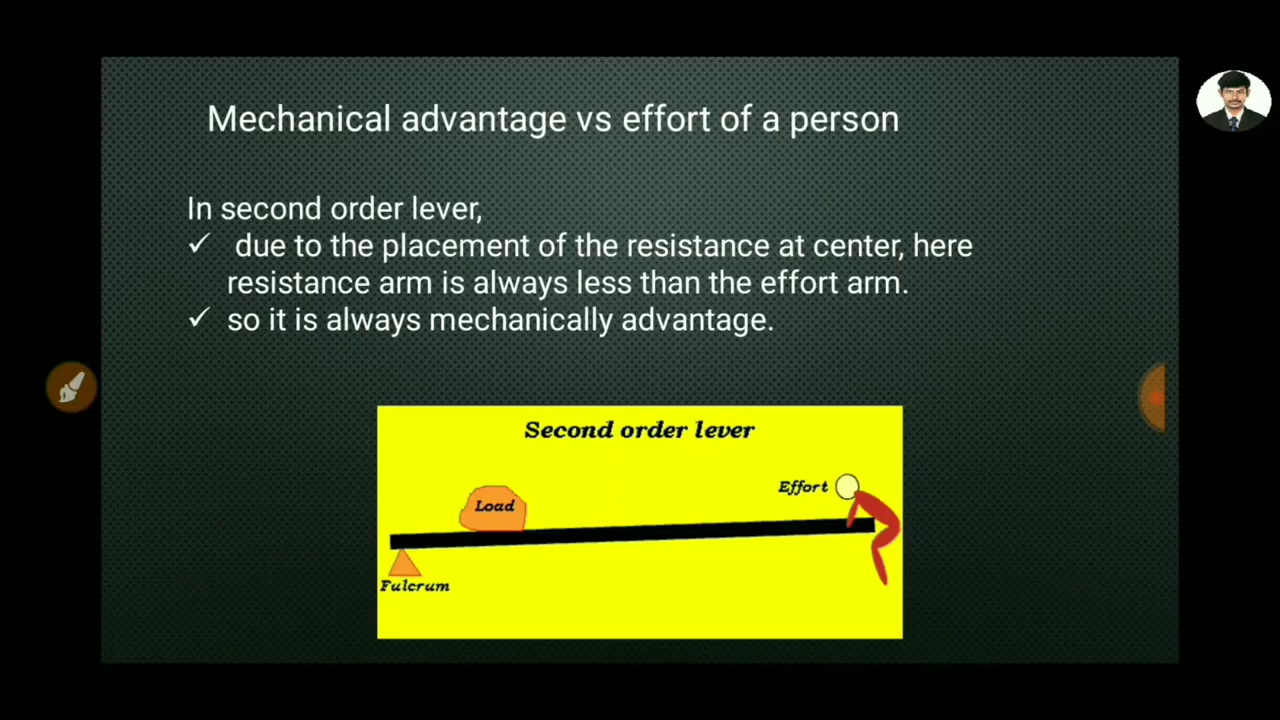 Mechanical advantage vs effort of a person
In second order lever,
✓ due to the placement of the resistance at center, here
resistance arm is always less than the effort arm.
✓ so it is always mechanically advantage.
Second order lever
Effort
Load
Fulcrum